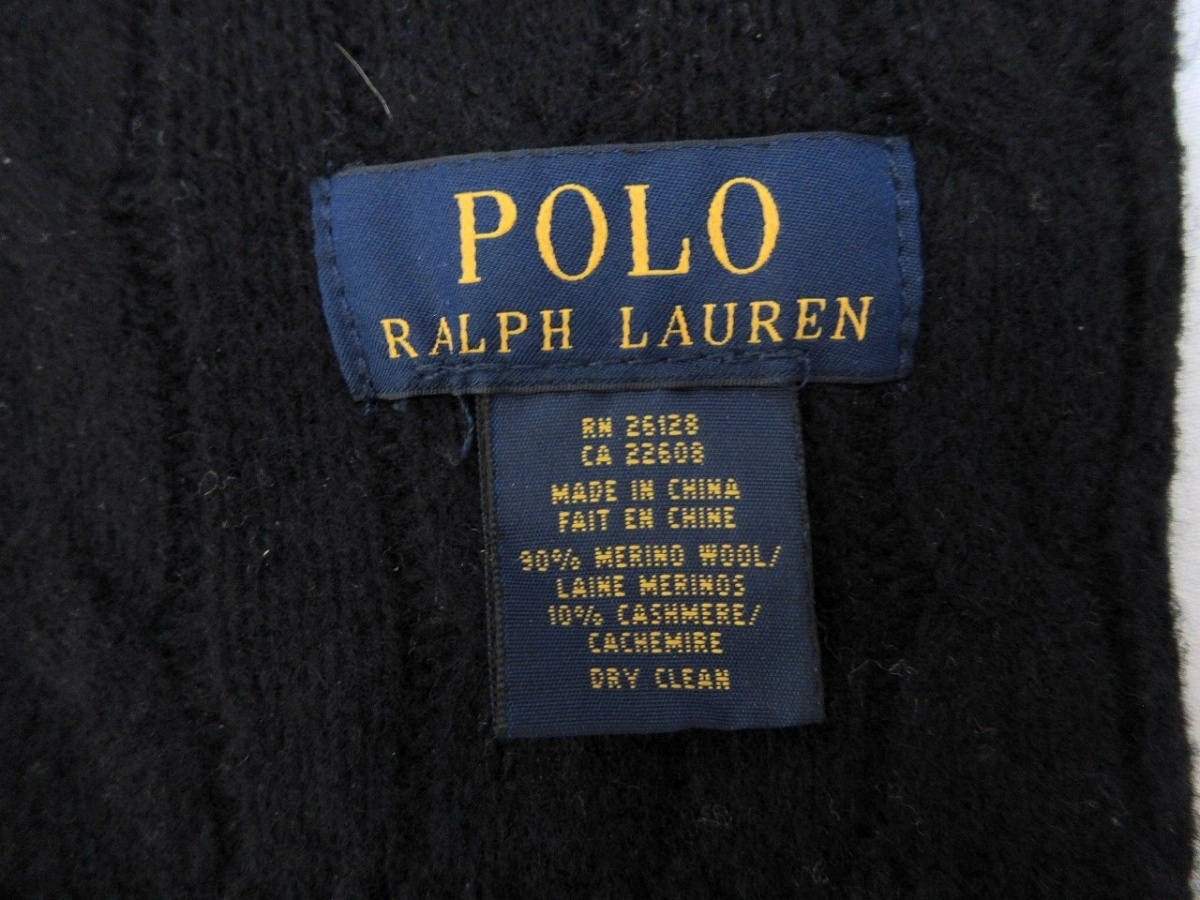 POLO
RALPH LAUREN
RN 26128
CA 22608
MADE IN CHINA
FAIT EN CHINE
90% MERINO WOOL/
LAINE MERINOS
10% CASHMERE/
CACHEMIRE
DRY CLEAN